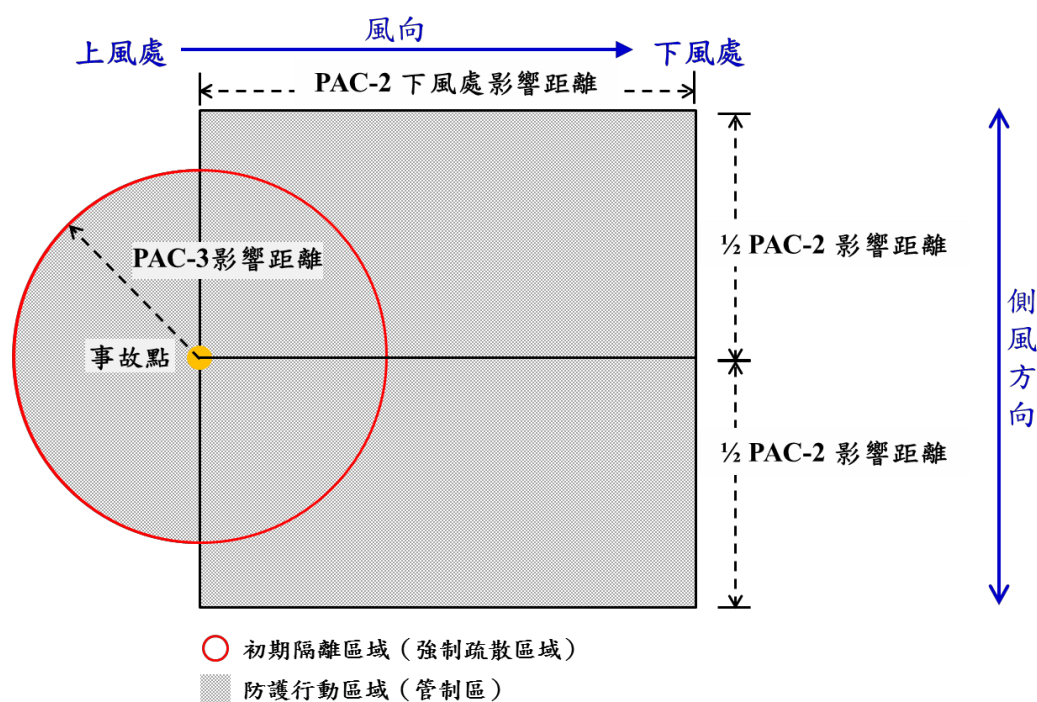 風向
上風處
下風處
PAC-2 下風處影響距離
PAC-3影響距離
½ PAC-2 影響距離
事故點
側風方向
½ PAC-2 影響距離
初期隔離區域（強制疏散區域）
防護行動區域（管制區）